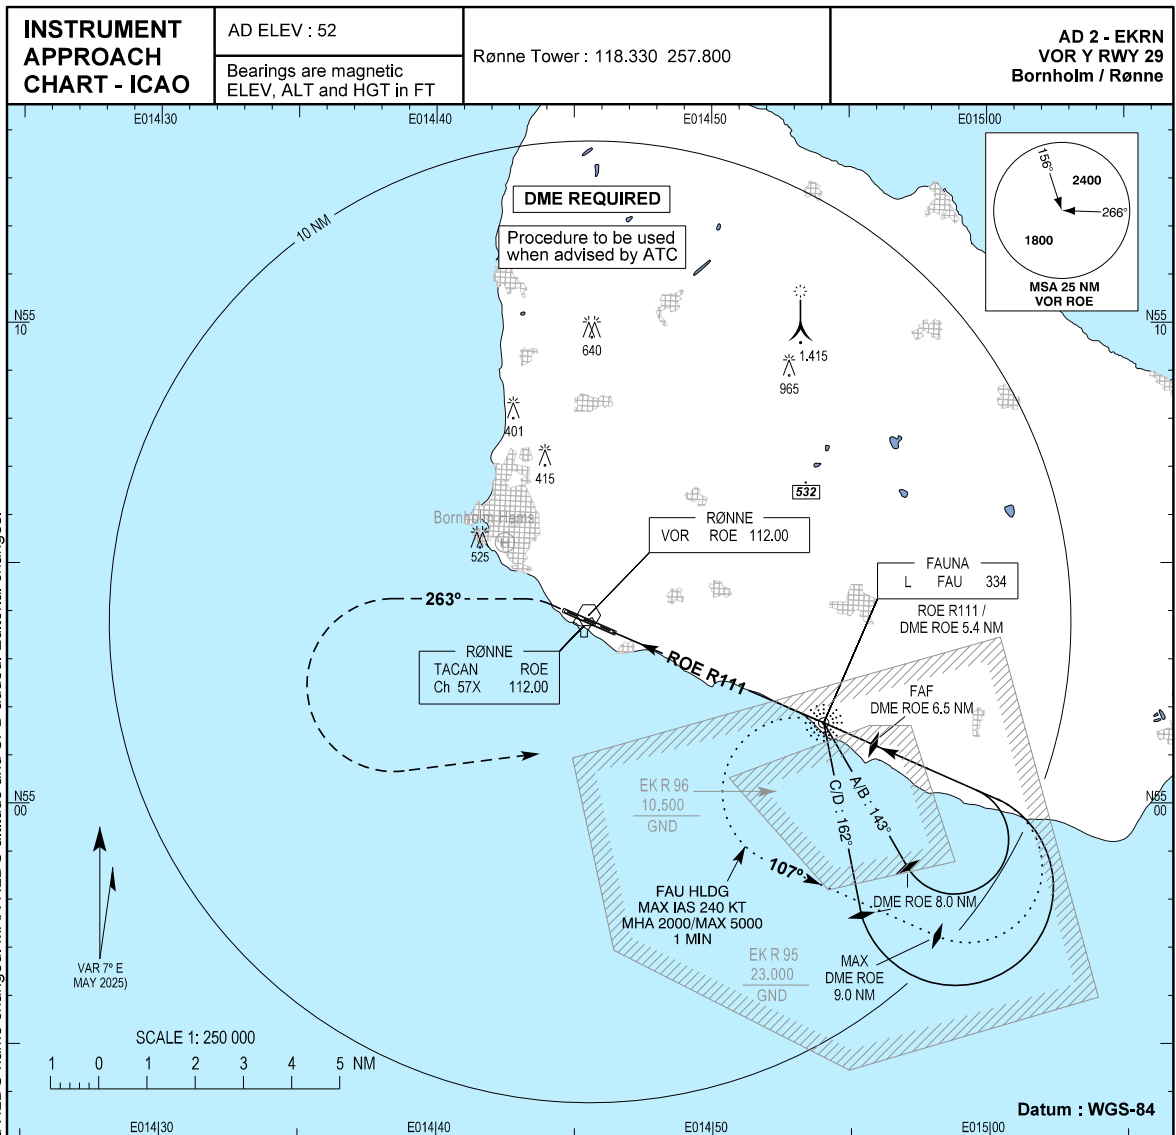 INSTRUMENT
APPROACH
CHART - ICAO
AD ELEV : 52
Bearings are magnetic
ELEV, ALT and HGT in FT
Rønne Tower : 118.330 257.800
AD 2 - EKRN
VOR Y RWY 29
Bornholm / Rønne
E014|30
E014|40
E014|50
E015|00
156°
2400
266°
1800
MSA 25 NM
VOR ROE
DME REQUIRED
Procedure to be used
when advised by ATC
10 NM
N55
10
N55
10
640
1.415
965
401
415
532
Bornholm Hems
H
525
RØNNE
VOR ROE 112.00
FAUNA
L FAU 334
ROE R111 /
DME ROE 5.4 NM
263°
RØNNE
TACAN ROE
Ch 57X 112.00
ROE R111
FAF
DME ROE 6.5 NM
EK R 96
10.500
GND
C/D : 162°
A/B : 143°
N55
00
N55
00
107°
FAU HLDG
MAX IAS 240 KT
MHA 2000/MAX 5000
1 MIN
DME ROE 8.0 NM
EK R 95
23.000
GND
MAX
DME ROE
9.0 NM
VAR 7° E
MAY 2025)
SCALE 1: 250 000
1 0 1 2 3 4 5 NM
Datum : WGS-84
E014|30
E014|40
E014|50
E015|00